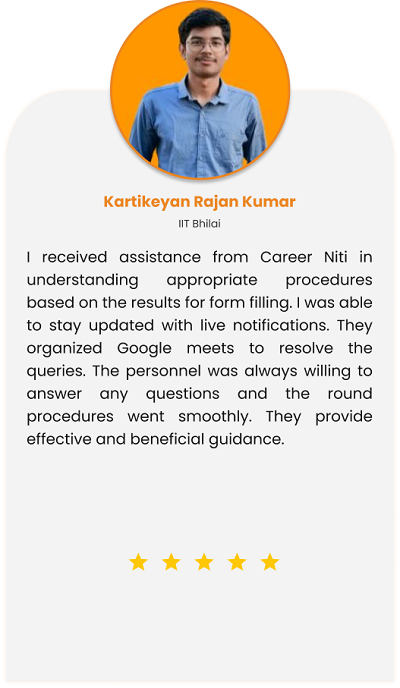 Kartikeyan Rajan Kumar
IIT Bhilai
I received assistance from Career Niti in
understanding appropriate procedures
based on the results for form filling. I was able
to stay updated with live notifications. They
organized Google meets to resolve the
queries. The personnel was always willing to
answer any questions and the round
procedures went smoothly. They provide
effective and beneficial guidance.